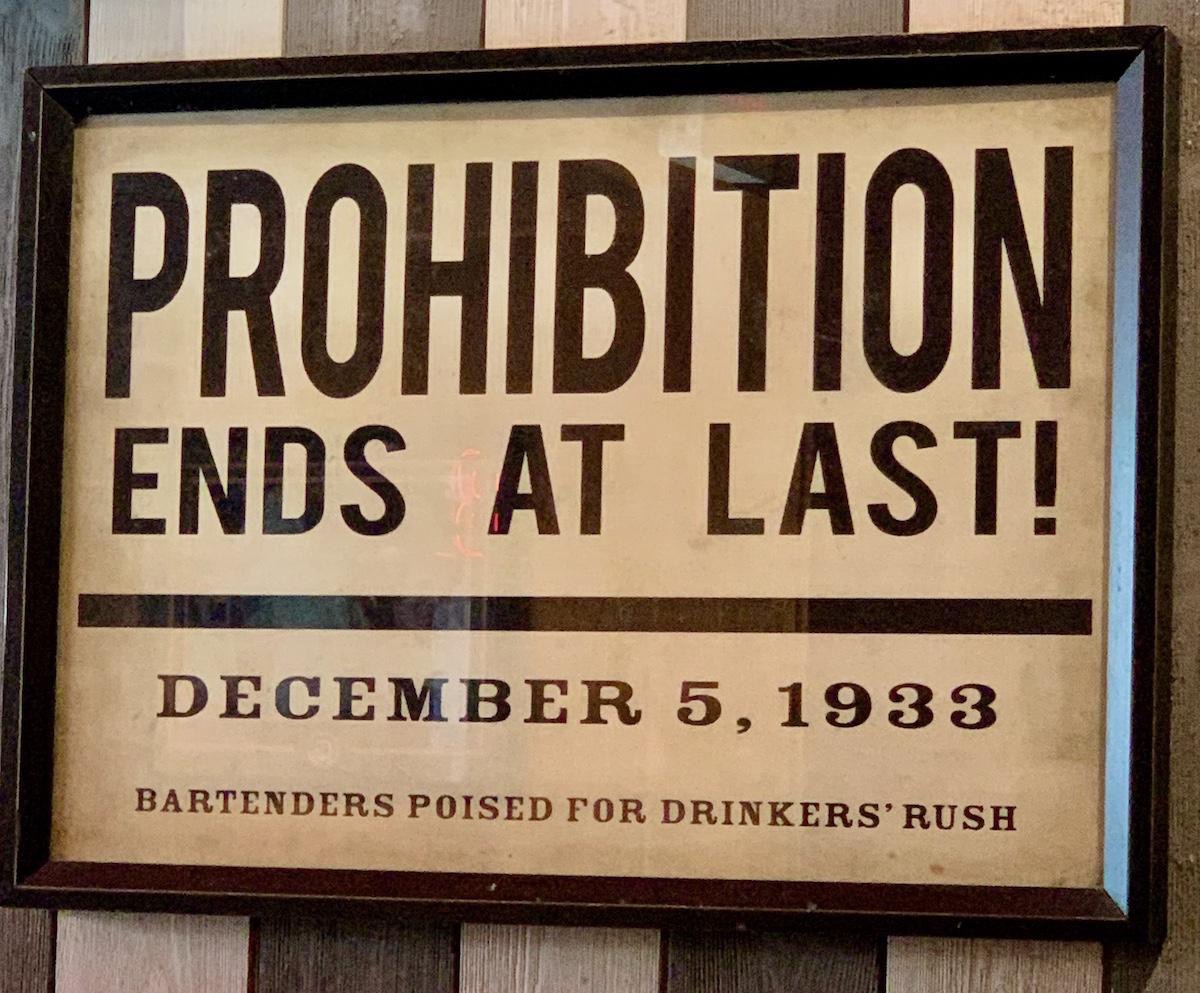 PROHIBITION
ENDS AT LAST!
DECEMBER 5, 1933
BARTENDERS POISED FOR DRINKERS' RUSH